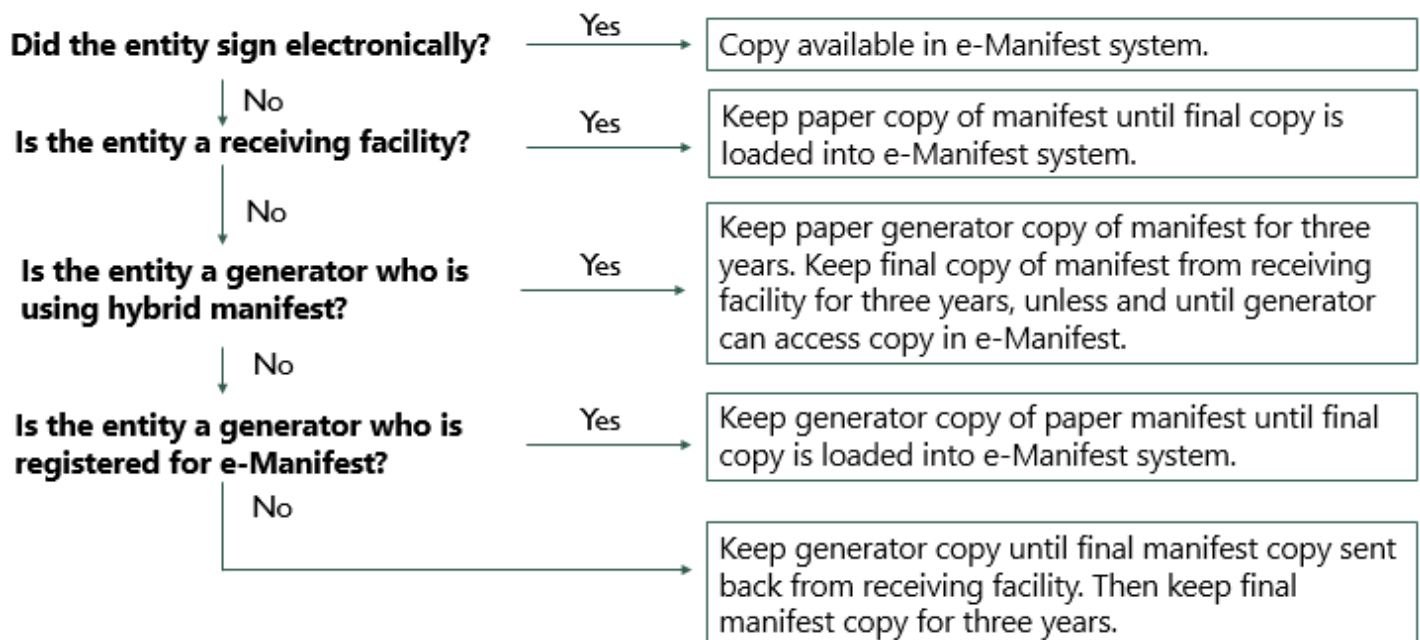 Did the entity sign electronically?
Yes
Copy available in e-Manifest system.
No
Is the entity a receiving facility?
Yes
Keep paper copy of manifest until final copy is
loaded into e-Manifest system.
No
Is the entity a generator who is
using hybrid manifest?
Yes
Keep paper generator copy of manifest for three
years. Keep final copy of manifest from receiving
facility for three years, unless and until generator
can access copy in e-Manifest.
No
Is the entity a generator who is
registered for e-Manifest?
Yes
Keep generator copy of paper manifest until final
copy is loaded into e-Manifest system.
No
Keep generator copy until final manifest copy sent
back from receiving facility. Then keep final
manifest copy for three years.